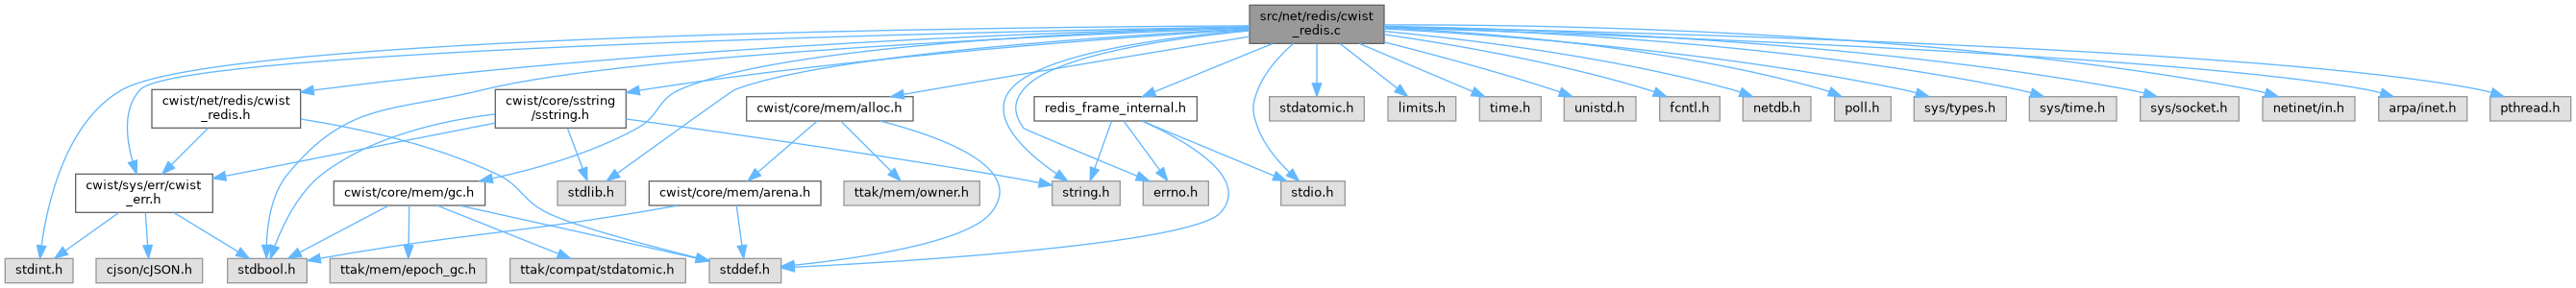 src/net/redis/cwist
_redis.c
cwist/net/redis/cwist
_redis.h
cwist/core/sstring
/sstring.h
cwist/core/mem/alloc.h
redis_frame_internal.h
stdatomic.h
limits.h
time.h
unistd.h
fcntl.h
netdb.h
poll.h
sys/types.h
sys/time.h
sys/socket.h
netinet/in.h
arpa/inet.h
pthread.h
cwist/sys/err/cwist
_err.h
cwist/core/mem/gc.h
stdlib.h
cwist/core/mem/arena.h
ttak/mem/owner.h
string.h
errno.h
stdio.h
stdint.h
cjson/cJSON.h
stdbool.h
ttak/mem/epoch_gc.h
ttak/compat/stdatomic.h
stddef.h